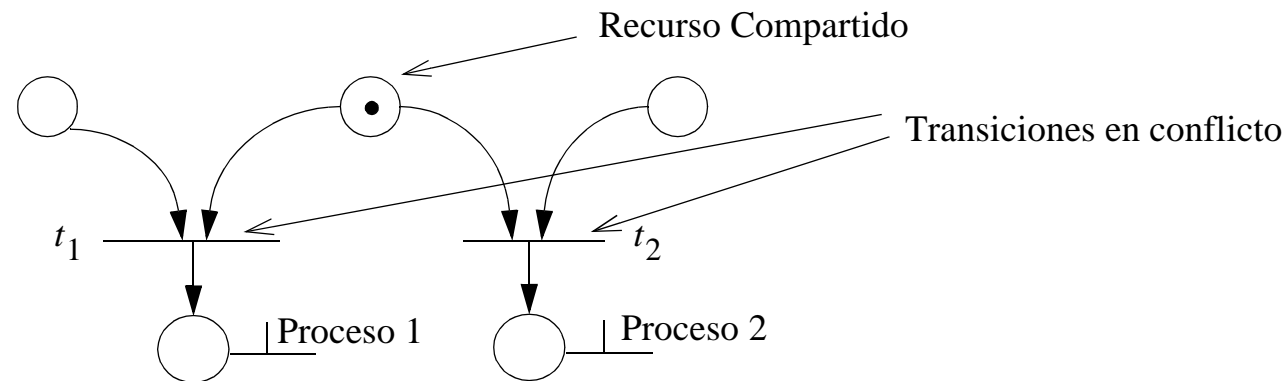 Recurso Compartido
Transiciones en conflicto
t1
t2
Proceso 1
Proceso 2